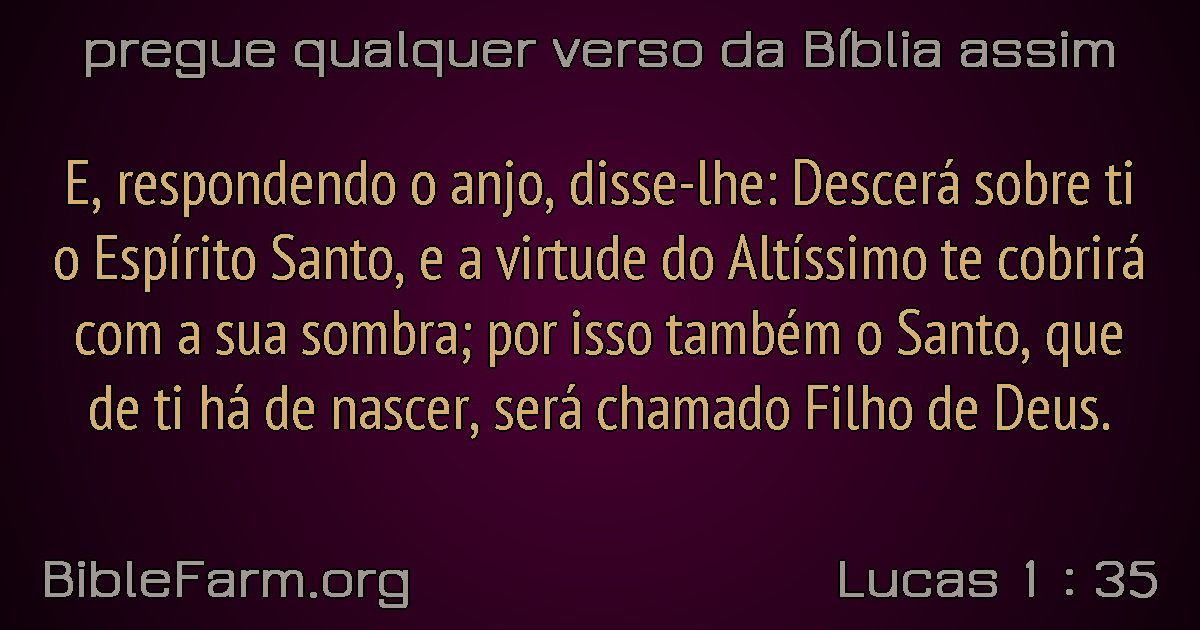 pregue qualquer verso da Bíblia assim
E, respondendo o anjo, disse-lhe: Descerá sobre ti
o Espírito Santo, e a virtude do Altíssimo te cobrirá
com a sua sombra; por isso também o Santo, que
de ti há de nascer, será chamado Filho de Deus.
BibleFarm.org
Lucas 1 : 35